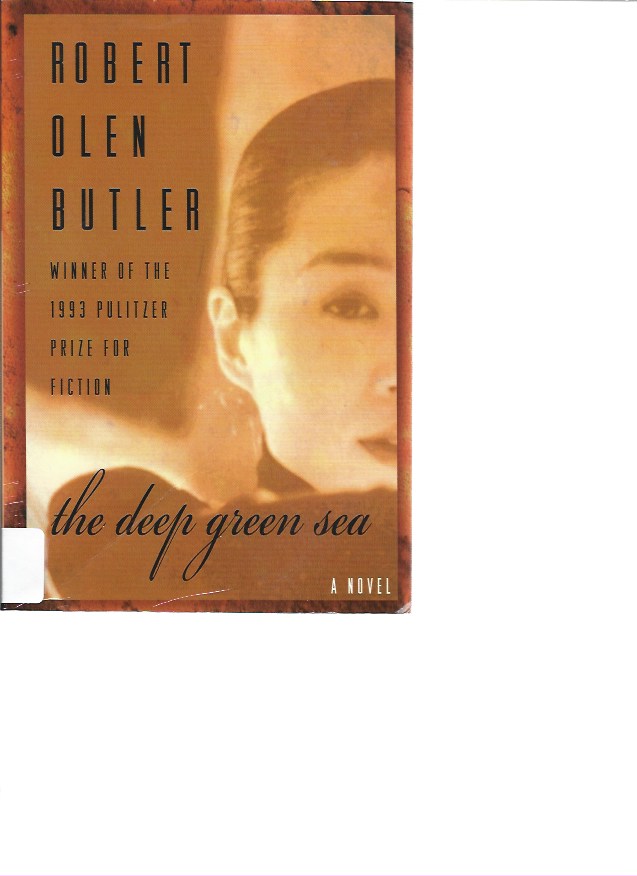 ROBERT
OLEN
BUTLER
WINNER OF THE
1993 PULITZER
PRIZE FOR
FICTION
the deep green sea
A NOVEL